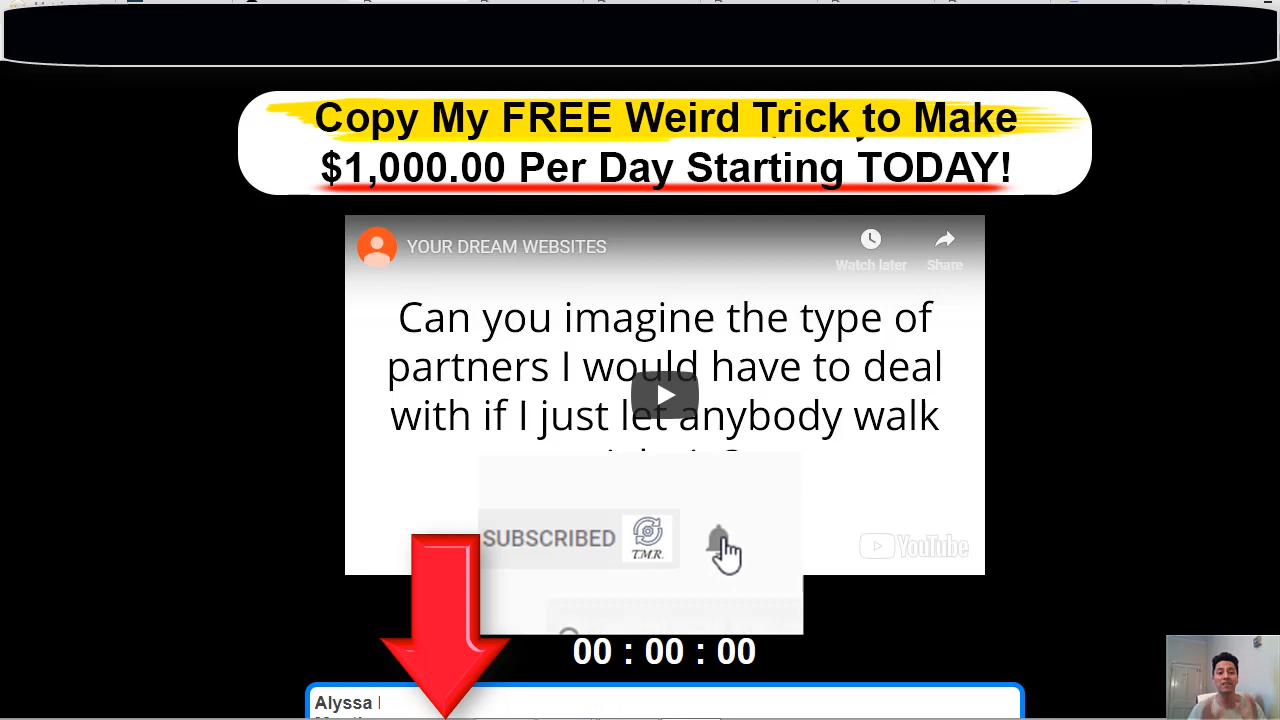 Copy My FREE Weird Trick to Make
$1,000.00 Per Day Starting TODAY!
YOUR DREAM WEBSITES
Watch later
Share
Can you imagine the type of
partners I would have to deal
with if I just let anybody walk
SUBSCRIBED
T.M.R.
YouTube
00 : 00 : 00
Alyssa